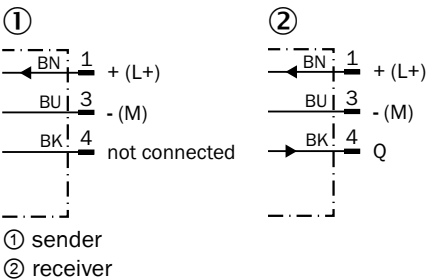 ① ②
BN 1 + (L+) BN 1 + (L+)
BU 3 - (M) BU 3 - (M)
BK 4 not connected BK 4 Q
① sender
② receiver